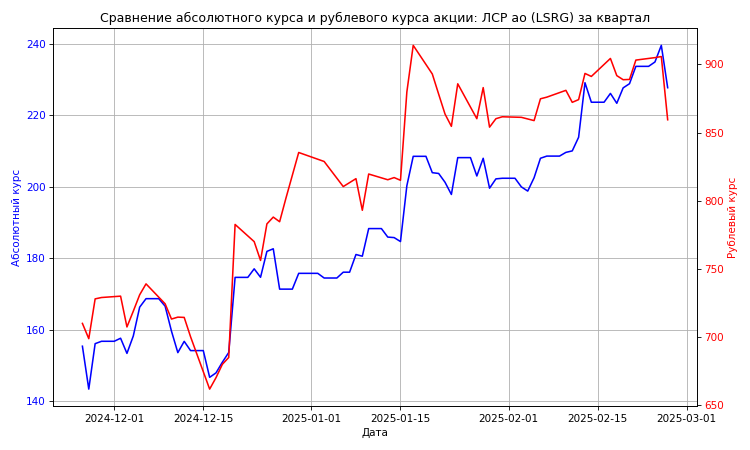 Сравнение абсолютного курса и рублевого курса акции: ЛСР ао (LSRG) за квартал
240
220
200
180
160
140
Абсолютный курс
900
850
800
750
700
650
Рублевый курс
2024-12-01 2024-12-15 2025-01-01 2025-01-15 2025-02-01 2025-02-15 2025-03-01
Дата